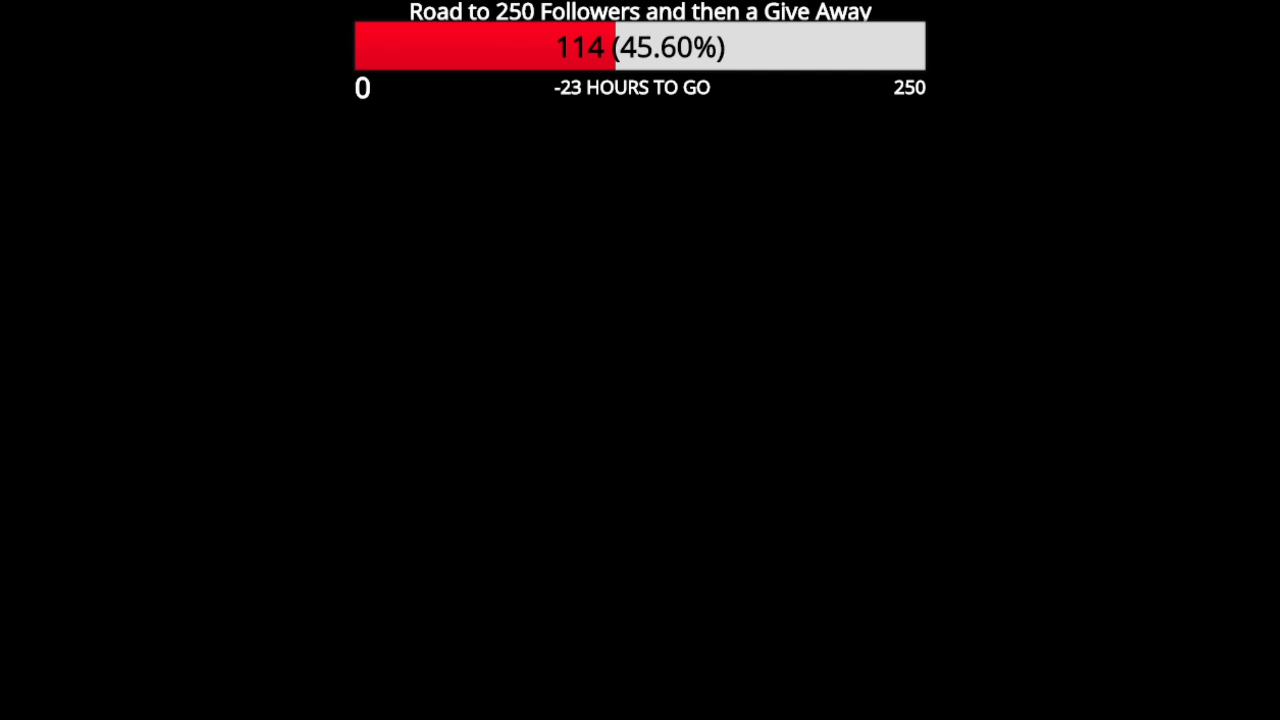 Road to 250 Followers and then a Give Away
114 (45.60%)
0 -23 HOURS TO GO 250